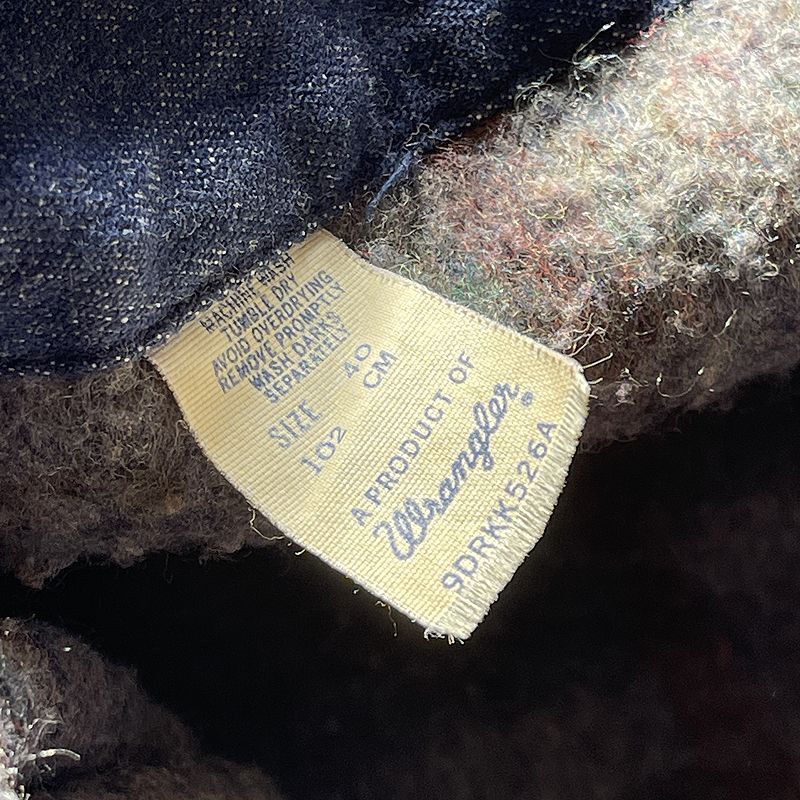 MACHINE WASH
TUMBLE DRY
AVOID OVERDRYING
REMOVE PROMPTLY
WASH DARKS
SEPARATELY
SIZE 40
102 CM
A PRODUCT OF
Wrangler®
9DRKK526A